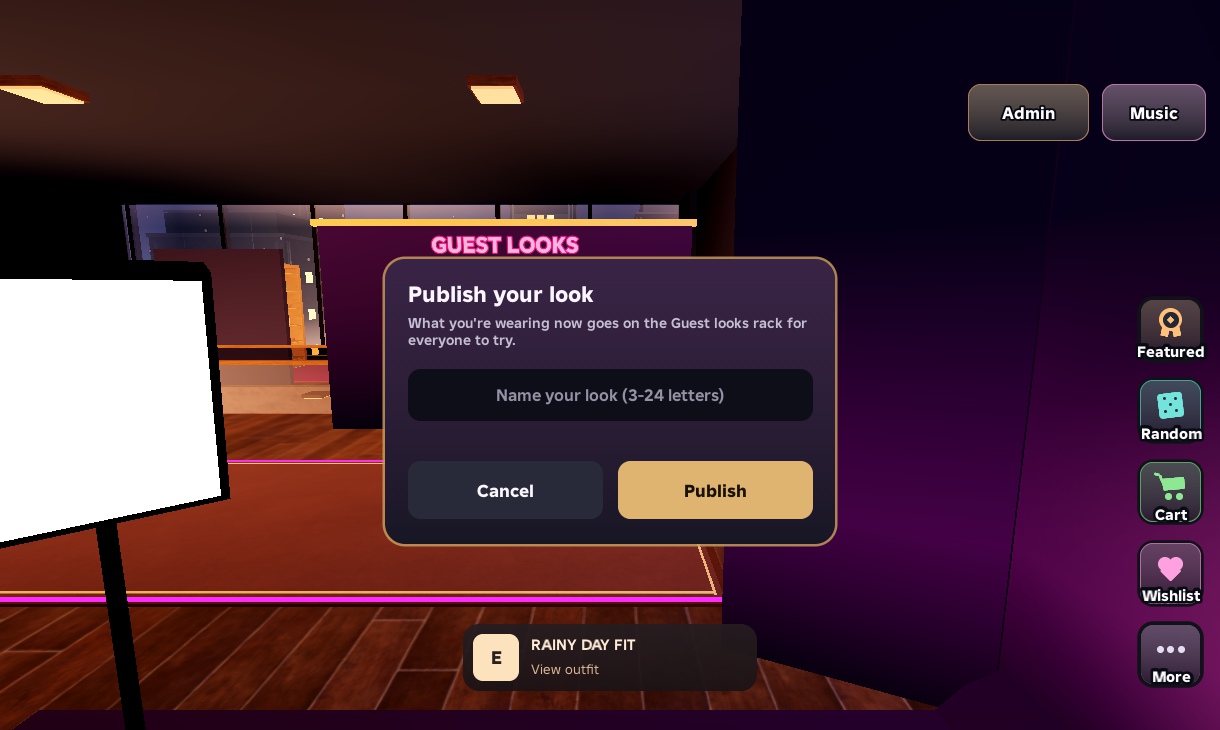 Admin
Music
GUEST LOOKS
Publish your look
What you're wearing now goes on the Guest looks rack for
everyone to try.
Name your look (3-24 letters)
Cancel
Publish
Featured
Random
Cart
Wishlist
More
E
RAINY DAY FIT
View outfit